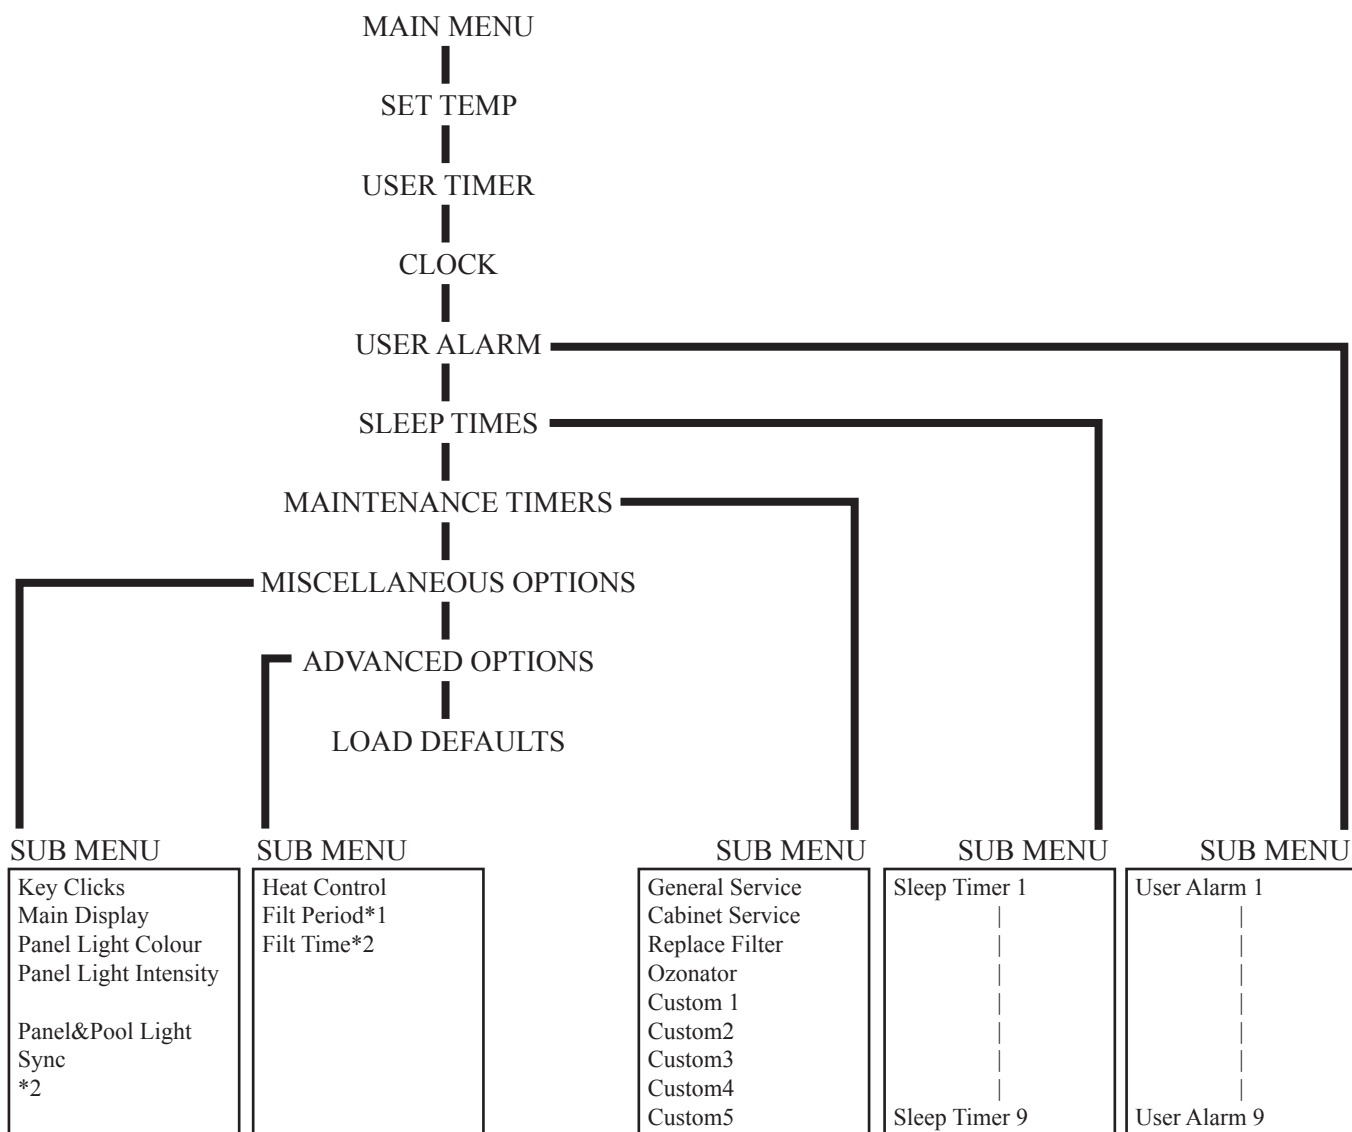 MAIN MENU
SET TEMP
USER TIMER
CLOCK
USER ALARM
SLEEP TIMES
MAINTENANCE TIMERS
MISCELLANEOUS OPTIONS
ADVANCED OPTIONS
LOAD DEFAULTS
SUB MENU
Key Clicks
Main Display
Panel Light Colour
Panel Light Intensity
Panel&Pool Light
Sync
*2
SUB MENU
Heat Control
Filt Period*1
Filt Time*2
SUB MENU
General Service
Cabinet Service
Replace Filter
Ozonator
Custom 1
Custom2
Custom3
Custom4
Custom5
SUB MENU
Sleep Timer 1
|
|
|
|
|
|
|
Sleep Timer 9
SUB MENU
User Alarm 1
|
|
|
|
|
|
|
User Alarm 9